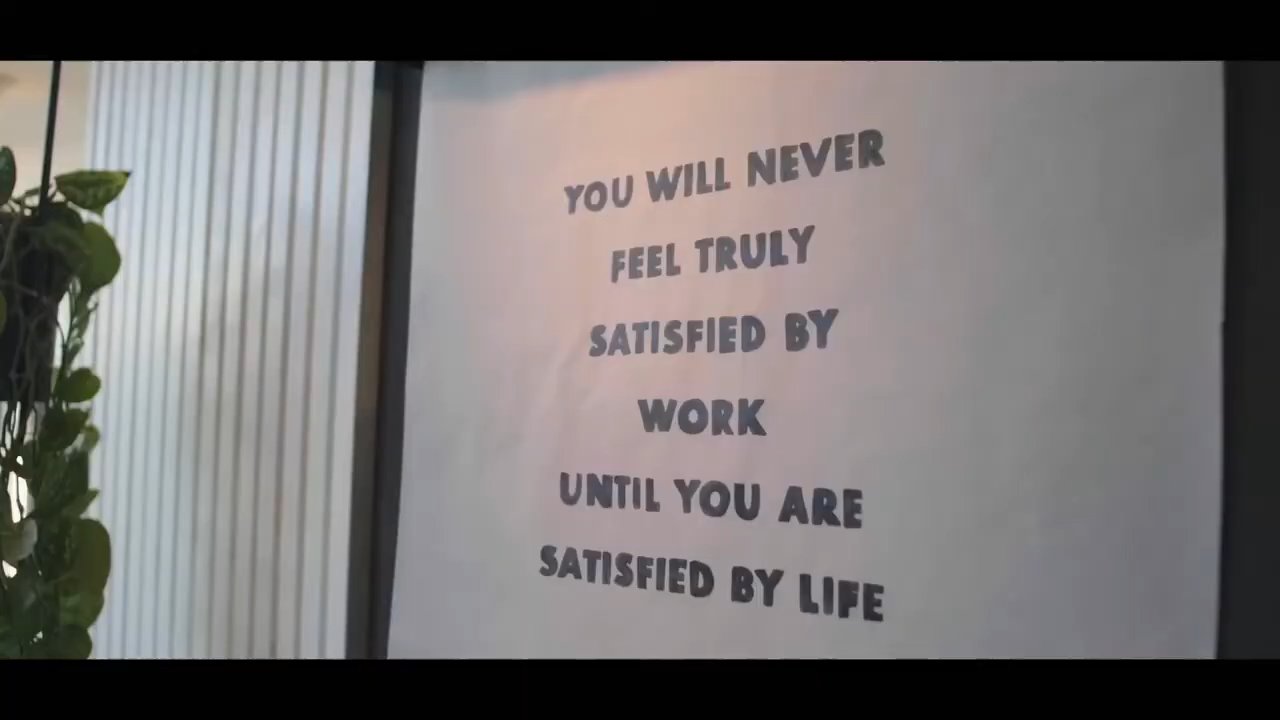 YOU WILL NEVER
FEEL TRULY
SATISFIED BY
WORK
UNTIL YOU ARE
SATISFIED BY LIFE